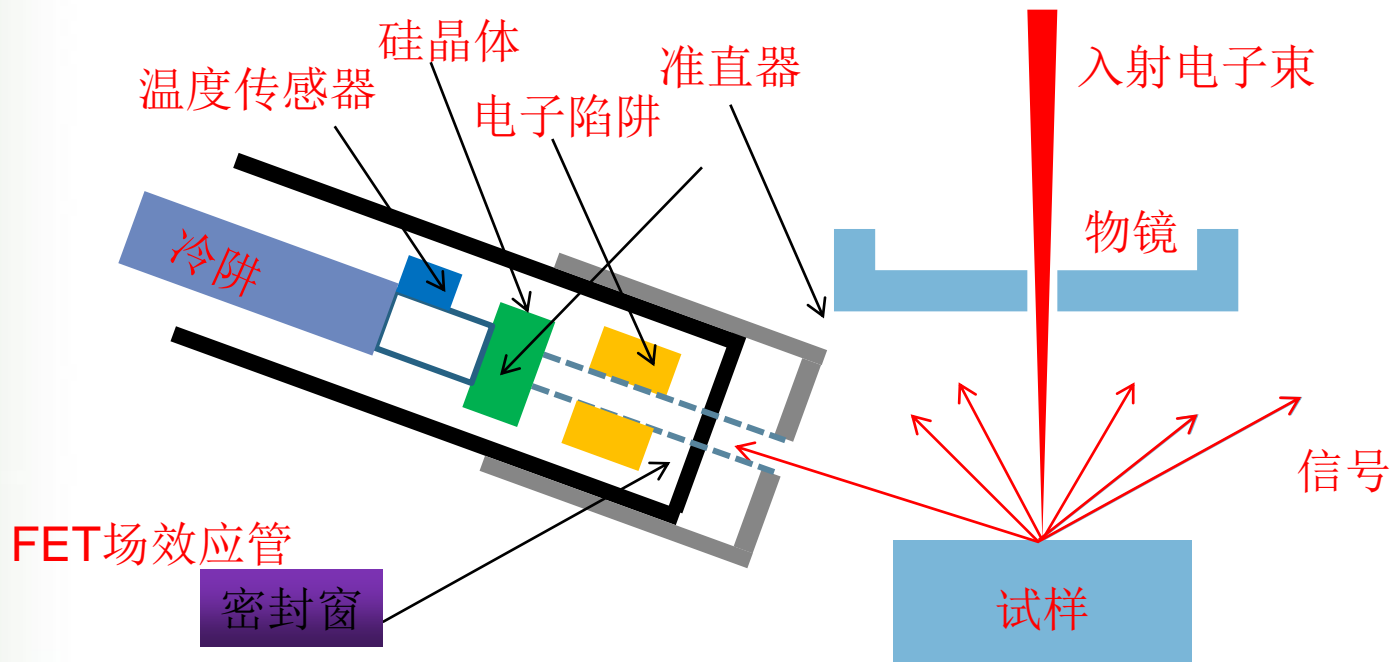 硅晶体
准直器
入射电子束
温度传感器
电子陷阱
物镜
冷阱
信号
FET场效应管
密封窗
试样